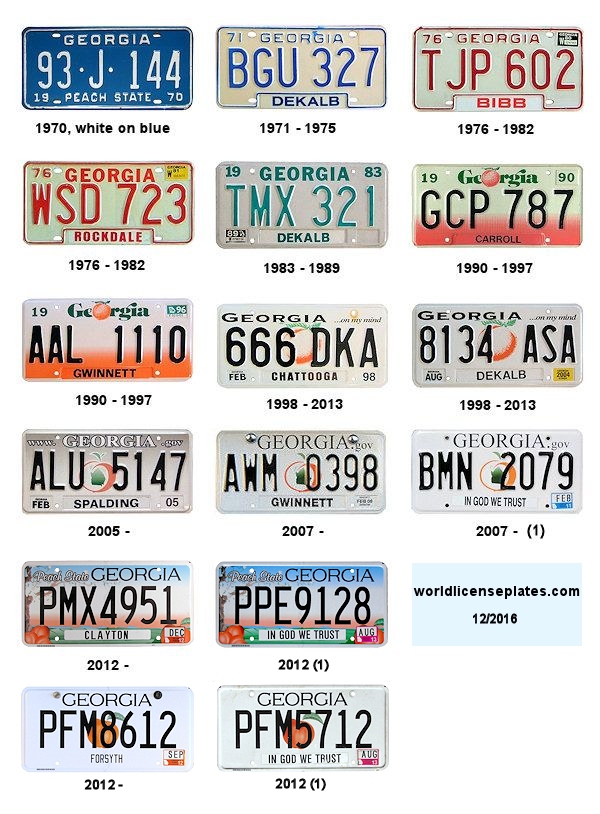 GEORGIA
93·J·144
19 PEACH STATE 70
1970, white on blue
71 GEORGIA
BGU 327
DEKALB
1971 - 1975
76 GEORGIA
TJP 602
BIBB
1976 - 1982
76 GEORGIA
WSD 723
ROCKDALE
1976 - 1982
19 GEORGIA 83
TMX 321
89 DEKALB
1983 - 1989
19 Georgia 90
GCP 787
CARROLL
1990 - 1997
19 Georgia 96
AAL 1110
GWINNETT
1990 - 1997
GEORGIA ...on my mind
666 DKA
FEB CHATTOOGA 98
1998 - 2013
GEORGIA ...on my mind
8134 ASA
AUG DEKALB 2004
1998 - 2013
www.GEORGIA.gov
ALU 5147
FEB SPALDING 05
2005 -
GEORGIA.gov
AWM 0398
GWINNETT
2007 -
GEORGIA.gov
BMN 2079
IN GOD WE TRUST FEB
2007 - (1)
Peach State GEORGIA
PMX4951
CLAYTON DEC
2012 -
Peach State GEORGIA
PPE9128
IN GOD WE TRUST AUG
2012 (1)
worldlicenseplates.com
12/2016
GEORGIA
PFM8612
FORSYTH SEP
2012 -
GEORGIA
PFM5712
IN GOD WE TRUST AUG
2012 (1)